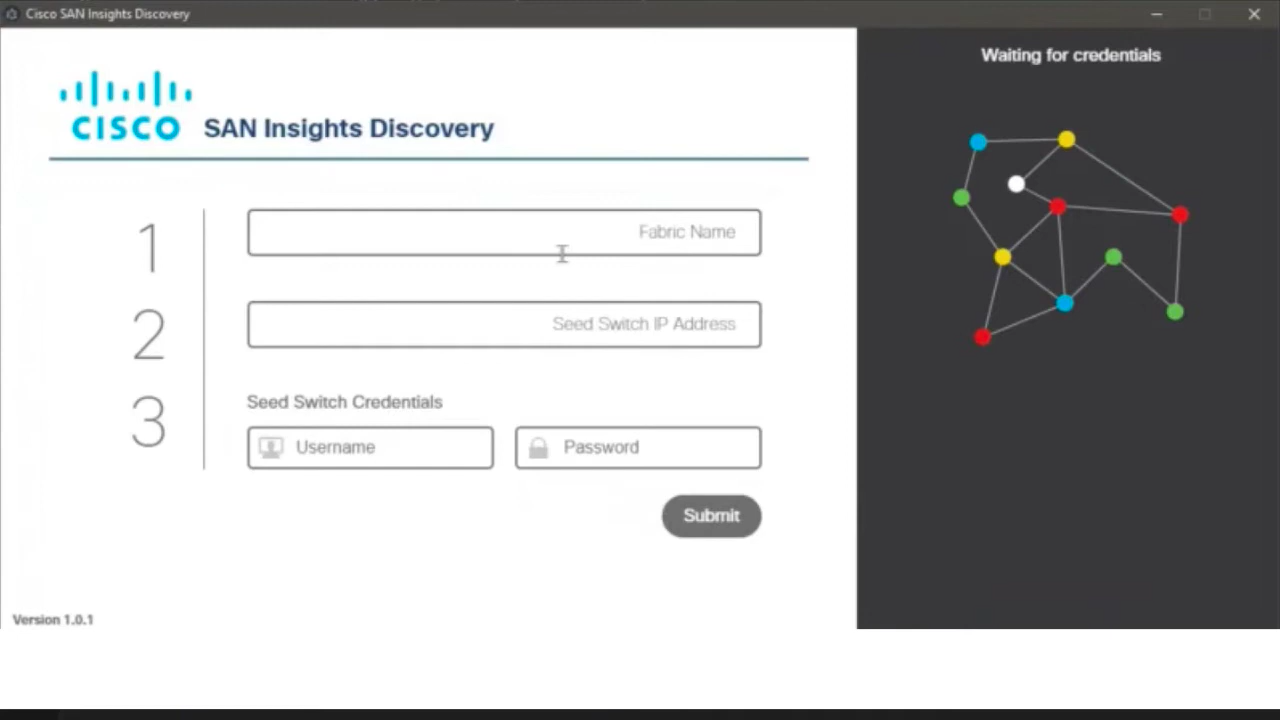 Cisco SAN Insights Discovery
Waiting for credentials
CISCO SAN Insights Discovery
1
Fabric Name
2
Seed Switch IP Address
3
Seed Switch Credentials
Username Password
Submit
Version 1.0.1